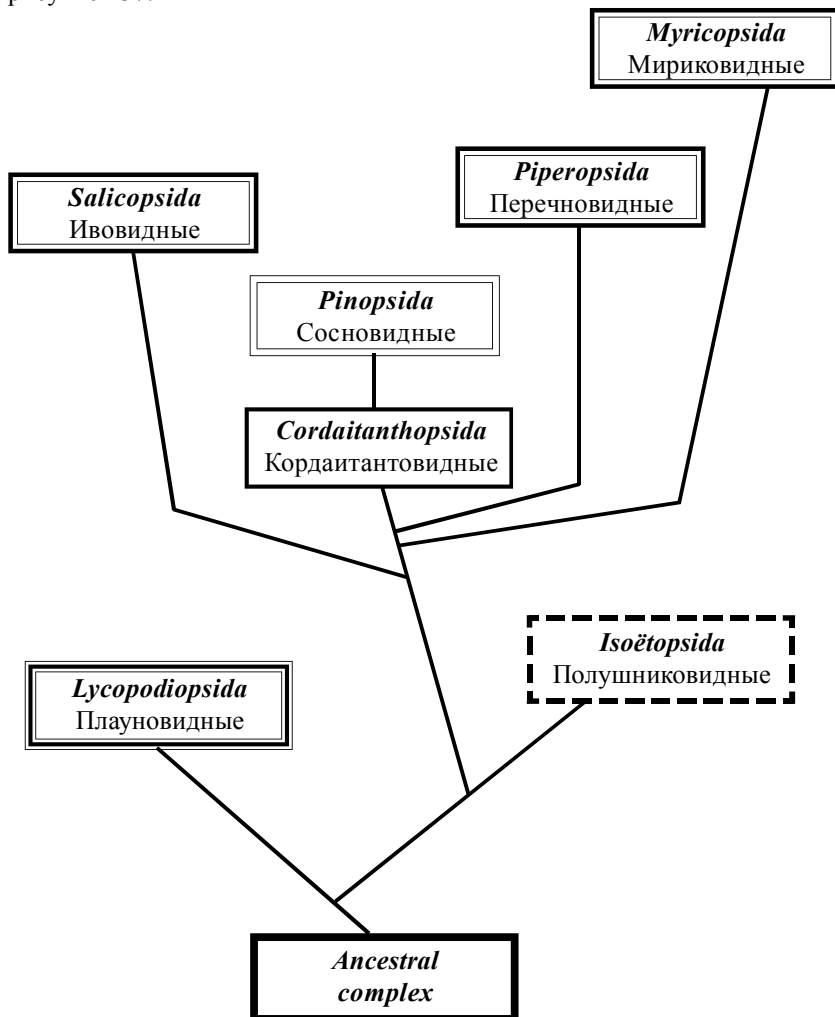 Myricopsida
Мириковидные
Salicopsida
Ивовидные
Piperopsida
Перечновидные
Pinopsida
Сосновидные
Cordaitanthopsida
Кордаитантовидные
Isoëtopsida
Полушниковидные
Lycopodiopsida
Плауновидные
Ancestral
complex